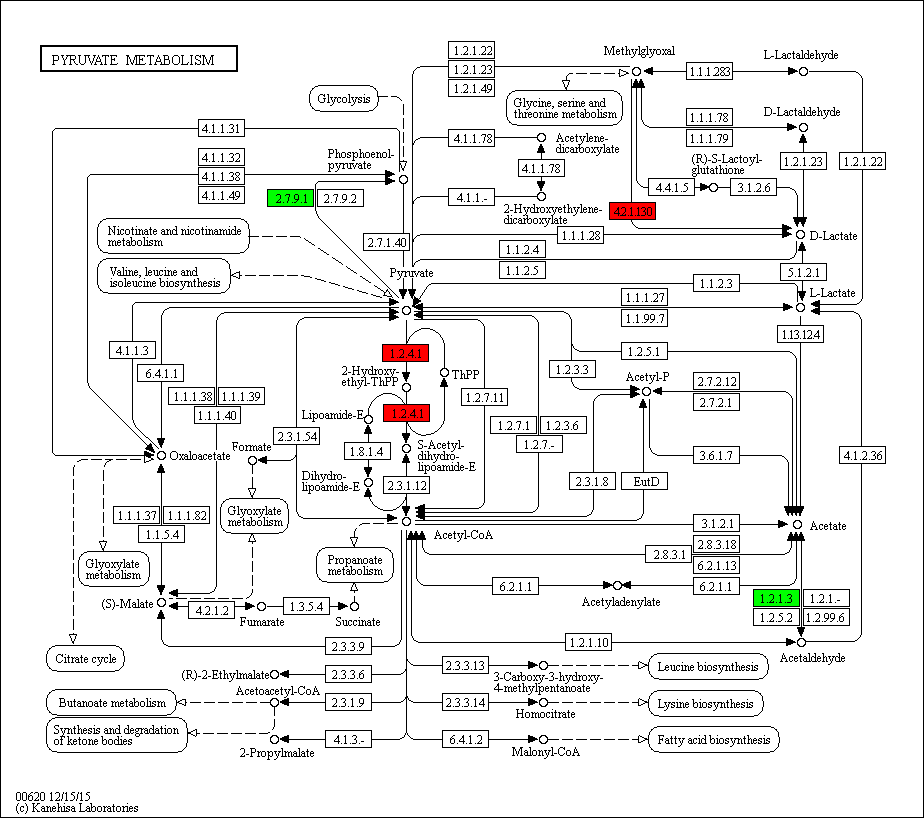 PYRUVATE METABOLISM
1.2.1.22
1.2.1.23
1.2.1.49
Methylglyoxal
1.1.1.283
L-Lactaldehyde
Glycolysis
Glycine, serine and
threonine metabolism
1.1.1.78
1.1.1.79
D-Lactaldehyde
4.1.1.31
4.1.1.78
Acetylene-
dicarboxylate
4.1.1.32
4.1.1.38
4.1.1.49
Phosphoenol-
pyruvate
4.1.1.78
(R)-S-Lactoyl-
glutathione
1.2.1.23
1.2.1.22
4.4.1.5
3.1.2.6
2.7.9.1
2.7.9.2
4.1.1.-
2-Hydroxyethylene-
dicarboxylate
4.2.1.130
Nicotinate and nicotinamide
metabolism
2.7.1.40
1.1.1.28
D-Lactate
1.1.2.4
1.1.2.5
Valine, leucine and
isoleucine biosynthesis
Pyruvate
5.1.2.1
1.1.2.3
L-Lactate
1.1.1.27
1.1.99.7
1.13.12.4
4.1.1.3
1.2.4.1
1.2.5.1
6.4.1.1
2-Hydroxy-
ethyl-ThPP
ThPP
1.2.3.3
Acetyl-P
2.7.2.12
2.7.2.1
1.1.1.38
1.1.1.39
1.1.1.40
1.2.7.11
Lipoamide-E
1.2.4.1
1.2.7.1
1.2.3.6
1.2.7.-
2.3.1.54
Formate
Oxaloacetate
1.8.1.4
S-Acetyl-
dihydro-
lipoamide-E
3.6.1.7
4.1.2.36
Dihydro-
lipoamide-E
2.3.1.12
2.3.1.8
EutD
1.1.1.37
1.1.1.82
1.1.5.4
Glyoxylate
metabolism
Acetyl-CoA
3.1.2.1
Acetate
Glyoxylate
metabolism
Propanoate
metabolism
2.8.3.1
2.8.3.18
6.2.1.13
6.2.1.1
Acetyladenylate
6.2.1.1
(S)-Malate
4.2.1.2
Fumarate
1.3.5.4
Succinate
1.2.1.3
1.2.1.-
1.2.5.2
1.2.99.6
Citrate cycle
2.3.3.9
1.2.1.10
Acetaldehyde
(R)-2-Ethylmalate
2.3.3.6
2.3.3.13
3-Carboxy-3-hydroxy-
4-methylpentanoate
Leucine biosynthesis
Butanoate metabolism
Acetoacetyl-CoA
2.3.1.9
2.3.3.14
Homocitrate
Lysine biosynthesis
Synthesis and degradation
of ketone bodies
2-Propylmalate
4.1.3.-
6.4.1.2
Malonyl-CoA
Fatty acid biosynthesis
00620 12/15/15
(c) Kanehisa Laboratories